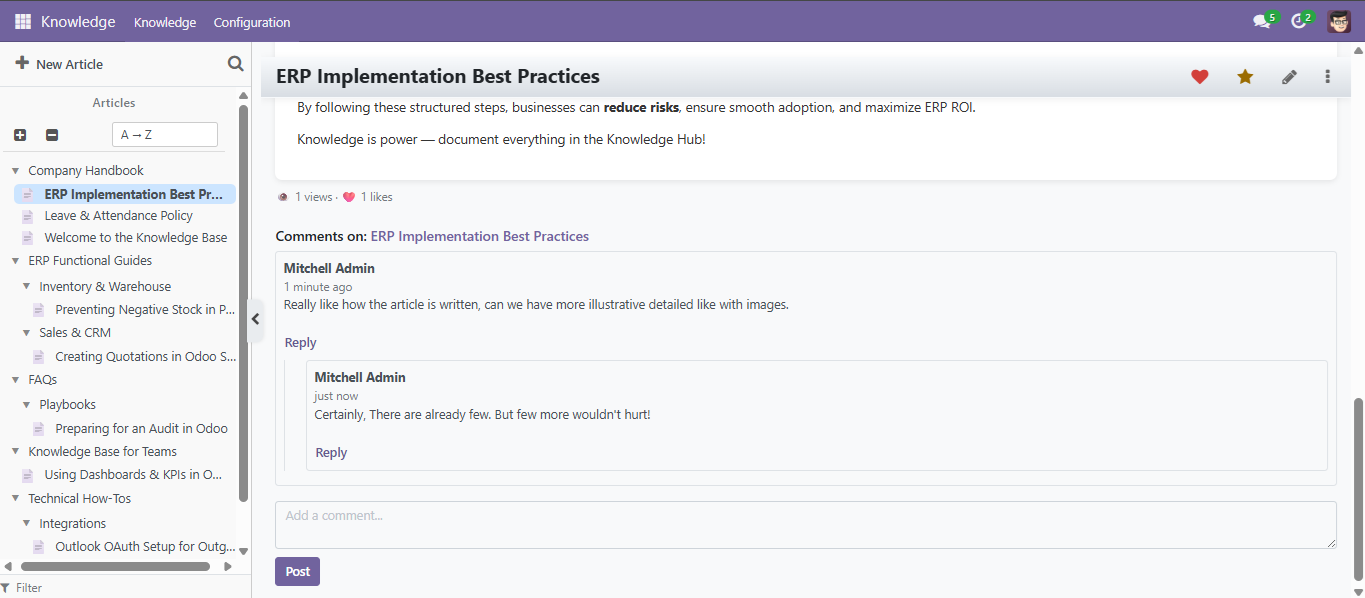 Knowledge Knowledge Configuration 5 2
New Article
Articles
A → Z
Company Handbook
ERP Implementation Best Pr...
Leave & Attendance Policy
Welcome to the Knowledge Base
ERP Functional Guides
Inventory & Warehouse
Preventing Negative Stock in P...
Sales & CRM
Creating Quotations in Odoo S...
FAQs
Playbooks
Preparing for an Audit in Odoo
Knowledge Base for Teams
Using Dashboards & KPIs in O...
Technical How-Tos
Integrations
Outlook OAuth Setup for Outg...
Filter
ERP Implementation Best Practices
By following these structured steps, businesses can reduce risks, ensure smooth adoption, and maximize ERP ROI.
Knowledge is power — document everything in the Knowledge Hub!
1 views · 1 likes
Comments on: ERP Implementation Best Practices
Mitchell Admin
1 minute ago
Really like how the article is written, can we have more illustrative detailed like with images.
Reply
Mitchell Admin
just now
Certainly, There are already few. But few more wouldn't hurt!
Reply
Add a comment...
Post